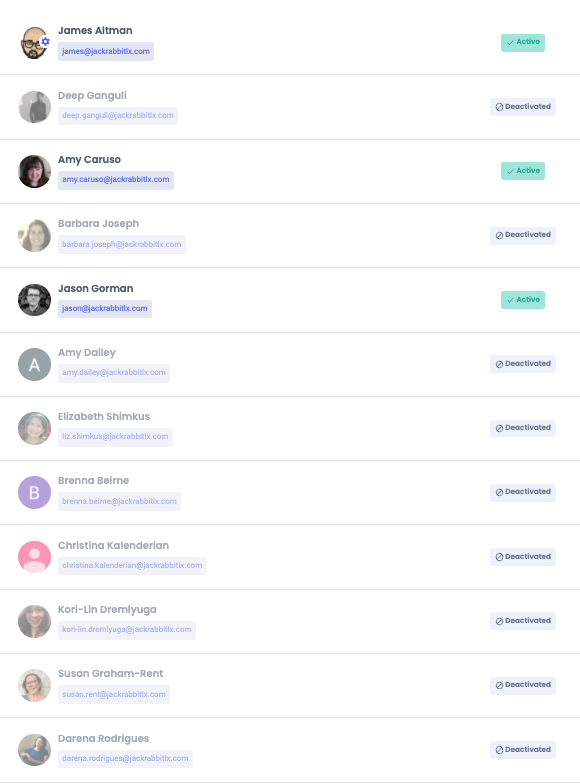 James Altman
james@jackrabbitlx.com
Active
Deep Ganguli
deep.ganguli@jackrabbitlx.com
Deactivated
Amy Caruso
amy.caruso@jackrabbitlx.com
Active
Barbara Joseph
barbara.joseph@jackrabbitlx.com
Deactivated
Jason Gorman
jason@jackrabbitlx.com
Active
A
Amy Dailey
amy.dailey@jackrabbitlx.com
Deactivated
Elizabeth Shimkus
liz.shimkus@jackrabbitlx.com
Deactivated
B
Brenna Beirne
brenna.beirne@jackrabbitlx.com
Deactivated
Christina Kalenderian
christina.kalenderian@jackrabbitlx.com
Deactivated
Kori-Lin Dremlyuga
kori-lin.dremlyuga@jackrabbitlx.com
Deactivated
Susan Graham-Rent
susan.rent@jackrabbitlx.com
Deactivated
Darena Rodrigues
darena.rodrigues@jackrabbitlx.com
Deactivated